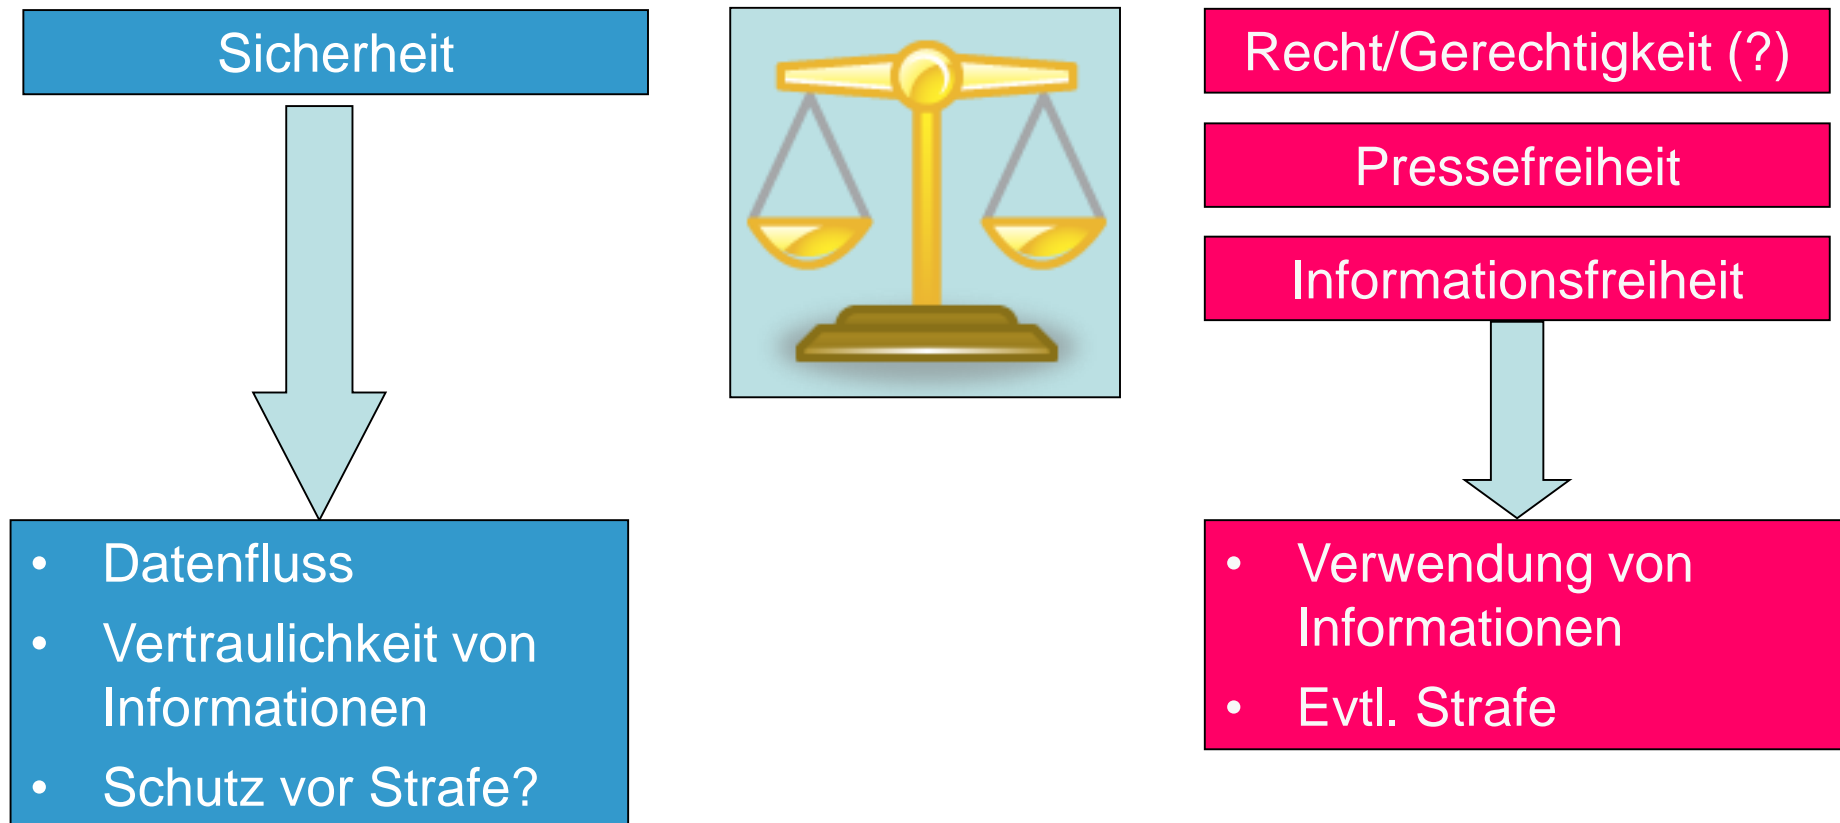 Sicherheit
• Datenfluss
• Vertraulichkeit von
Informationen
• Schutz vor Strafe?
Recht/Gerechtigkeit (?)
Pressefreiheit
Informationsfreiheit
• Verwendung von
Informationen
• Evtl. Strafe